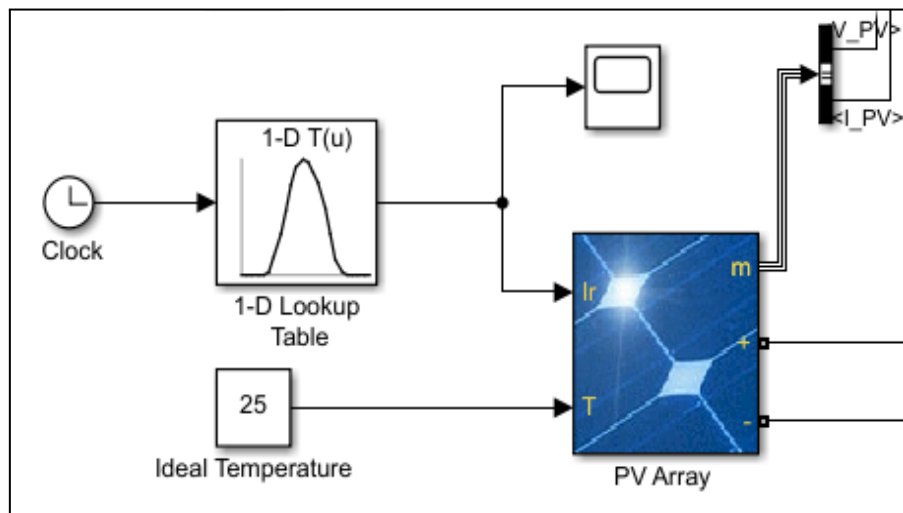 V_PV>
<I_PV>
1-D T(u)
Clock
1-D Lookup
Table
Ir
m
+
T
-
25
Ideal Temperature
PV Array